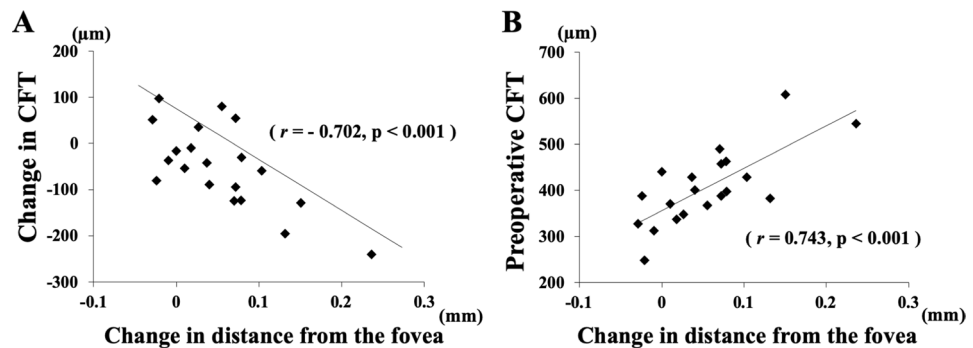 A
(μm)
200
100
0
-100
-200
-300
Change in CFT
( r = - 0.702, p < 0.001 )
-0.1
0
0.1
0.2
0.3
(mm)
Change in distance from the fovea
B
(μm)
700
600
500
400
300
200
Preoperative CFT
( r = 0.743, p < 0.001 )
-0.1
0
0.1
0.2
0.3
(mm)
Change in distance from the fovea